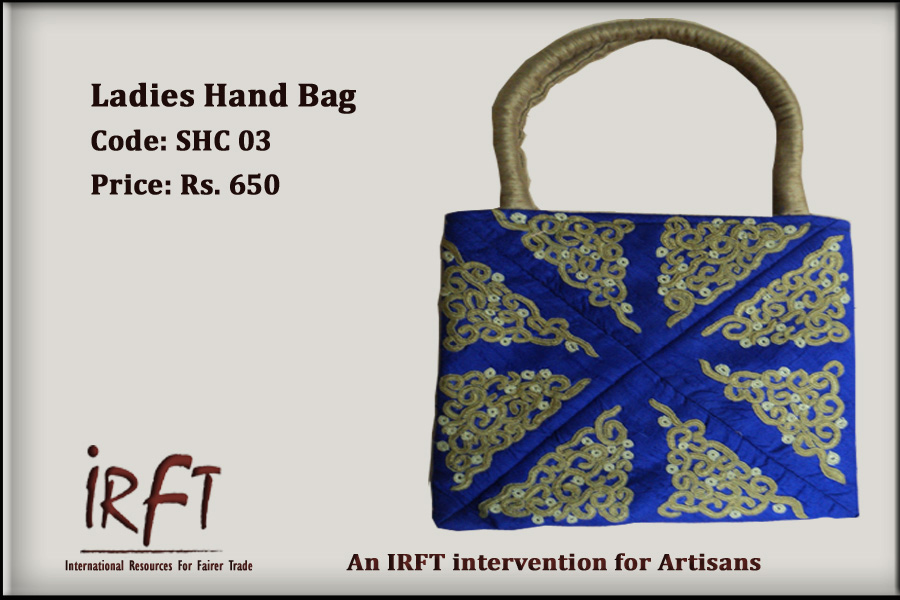 Ladies Hand Bag
Code: SHC 03
Price: Rs. 650
iRFT
International Resources For Fairer Trade
An IRFT intervention for Artisans